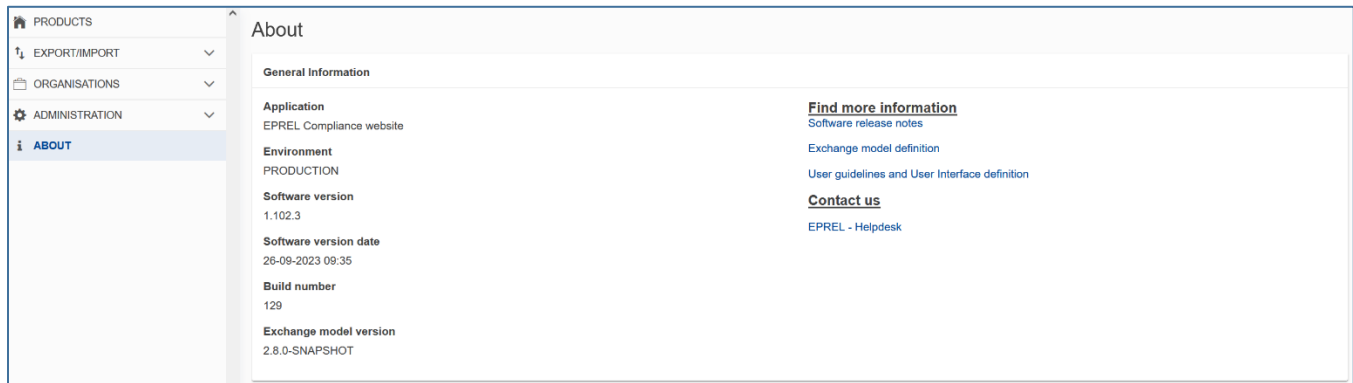 PRODUCTS
EXPORT/IMPORT
ORGANISATIONS
ADMINISTRATION
ABOUT
About
General Information
Application
EPREL Compliance website
Environment
PRODUCTION
Software version
1.102.3
Software version date
26-09-2023 09:35
Build number
129
Exchange model version
2.8.0-SNAPSHOT
Find more information
Software release notes
Exchange model definition
User guidelines and User Interface definition
Contact us
EPREL - Helpdesk